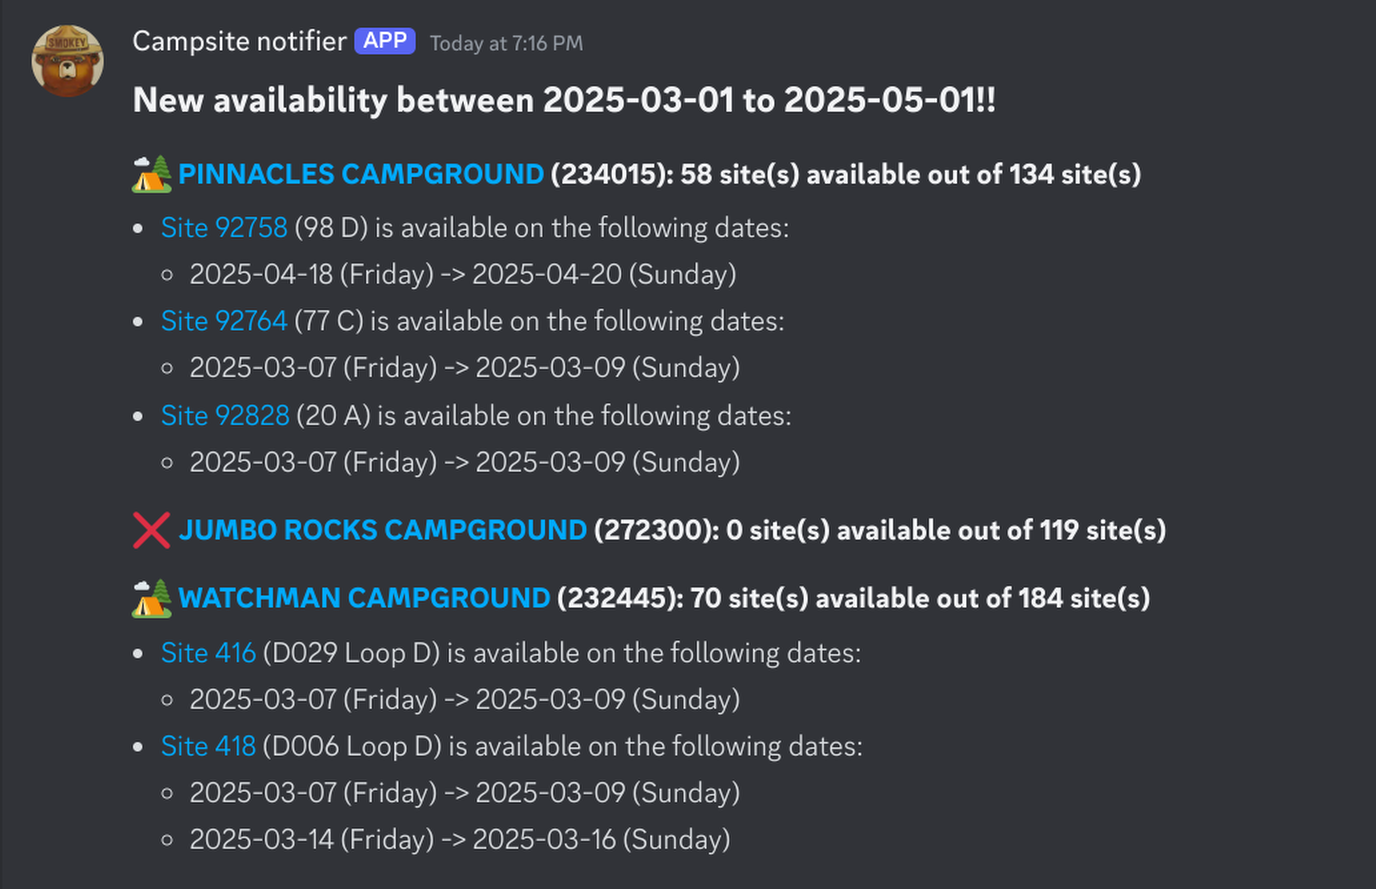 SMOKEY
Campsite notifier APP Today at 7:16 PM
New availability between 2025-03-01 to 2025-05-01!!
PINNACLES CAMPGROUND (234015): 58 site(s) available out of 134 site(s)
• Site 92758 (98 D) is available on the following dates:
◦ 2025-04-18 (Friday) -> 2025-04-20 (Sunday)
• Site 92764 (77 C) is available on the following dates:
◦ 2025-03-07 (Friday) -> 2025-03-09 (Sunday)
• Site 92828 (20 A) is available on the following dates:
◦ 2025-03-07 (Friday) -> 2025-03-09 (Sunday)
❌ JUMBO ROCKS CAMPGROUND (272300): 0 site(s) available out of 119 site(s)
WATCHMAN CAMPGROUND (232445): 70 site(s) available out of 184 site(s)
• Site 416 (D029 Loop D) is available on the following dates:
◦ 2025-03-07 (Friday) -> 2025-03-09 (Sunday)
• Site 418 (D006 Loop D) is available on the following dates:
◦ 2025-03-07 (Friday) -> 2025-03-09 (Sunday)
◦ 2025-03-14 (Friday) -> 2025-03-16 (Sunday)